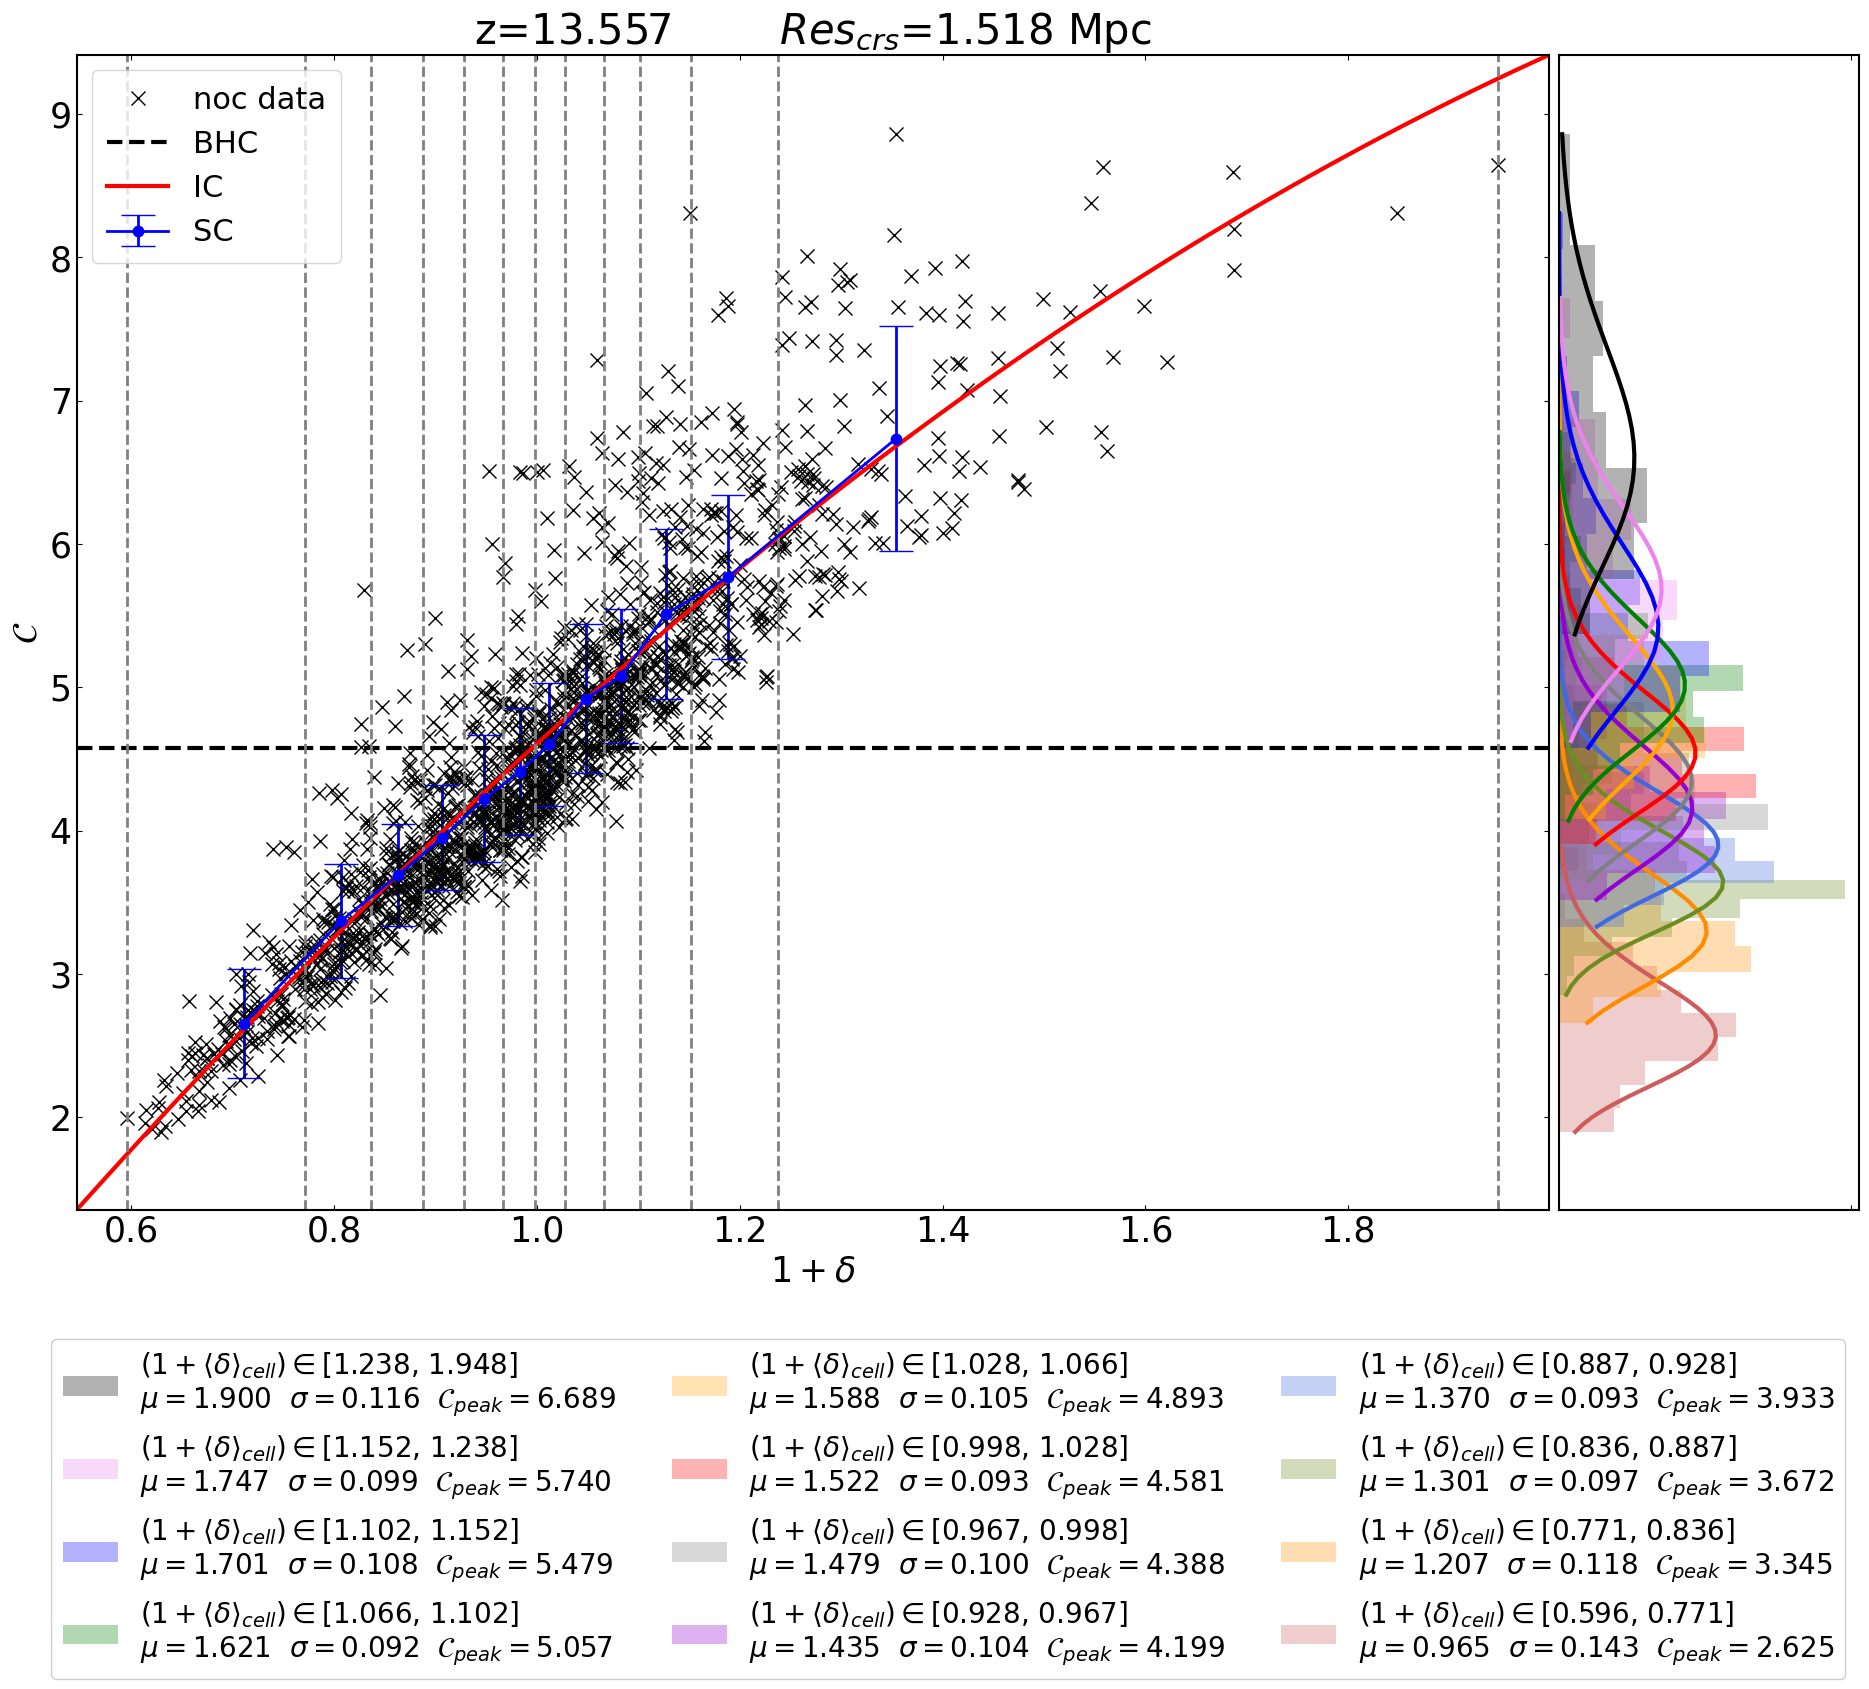 z=13.557 Res_crs=1.518 Mpc
noc data
BHC
IC
SC
9
8
7
6
5
4
3
2
𝒞
0.6 0.8 1.0 1.2 1.4 1.6 1.8
1 + δ
(1 + ⟨δ⟩_cell) ∈ [1.238, 1.948]
μ = 1.900 σ = 0.116 𝒞_peak = 6.689
(1 + ⟨δ⟩_cell) ∈ [1.152, 1.238]
μ = 1.747 σ = 0.099 𝒞_peak = 5.740
(1 + ⟨δ⟩_cell) ∈ [1.102, 1.152]
μ = 1.701 σ = 0.108 𝒞_peak = 5.479
(1 + ⟨δ⟩_cell) ∈ [1.066, 1.102]
μ = 1.621 σ = 0.092 𝒞_peak = 5.057
(1 + ⟨δ⟩_cell) ∈ [1.028, 1.066]
μ = 1.588 σ = 0.105 𝒞_peak = 4.893
(1 + ⟨δ⟩_cell) ∈ [0.998, 1.028]
μ = 1.522 σ = 0.093 𝒞_peak = 4.581
(1 + ⟨δ⟩_cell) ∈ [0.967, 0.998]
μ = 1.479 σ = 0.100 𝒞_peak = 4.388
(1 + ⟨δ⟩_cell) ∈ [0.928, 0.967]
μ = 1.435 σ = 0.104 𝒞_peak = 4.199
(1 + ⟨δ⟩_cell) ∈ [0.887, 0.928]
μ = 1.370 σ = 0.093 𝒞_peak = 3.933
(1 + ⟨δ⟩_cell) ∈ [0.836, 0.887]
μ = 1.301 σ = 0.097 𝒞_peak = 3.672
(1 + ⟨δ⟩_cell) ∈ [0.771, 0.836]
μ = 1.207 σ = 0.118 𝒞_peak = 3.345
(1 + ⟨δ⟩_cell) ∈ [0.596, 0.771]
μ = 0.965 σ = 0.143 𝒞_peak = 2.625